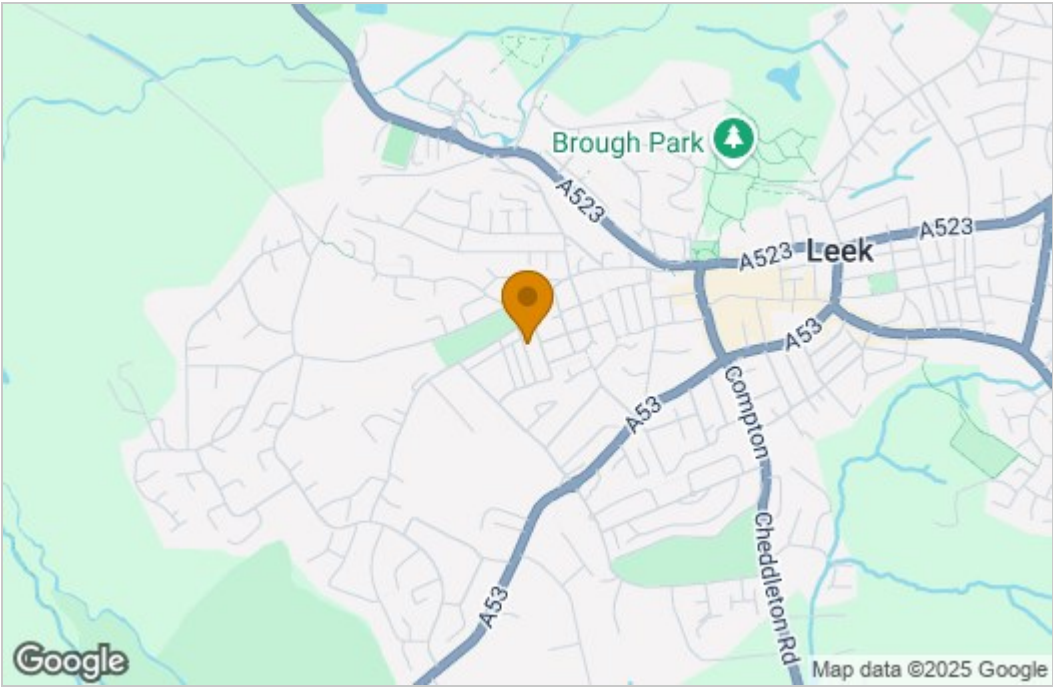 Brough Park
A523
A523
A523
Leek
A53
Compton
A53
Cheddleton Rd
A53
Google
Map data ©2025 Google